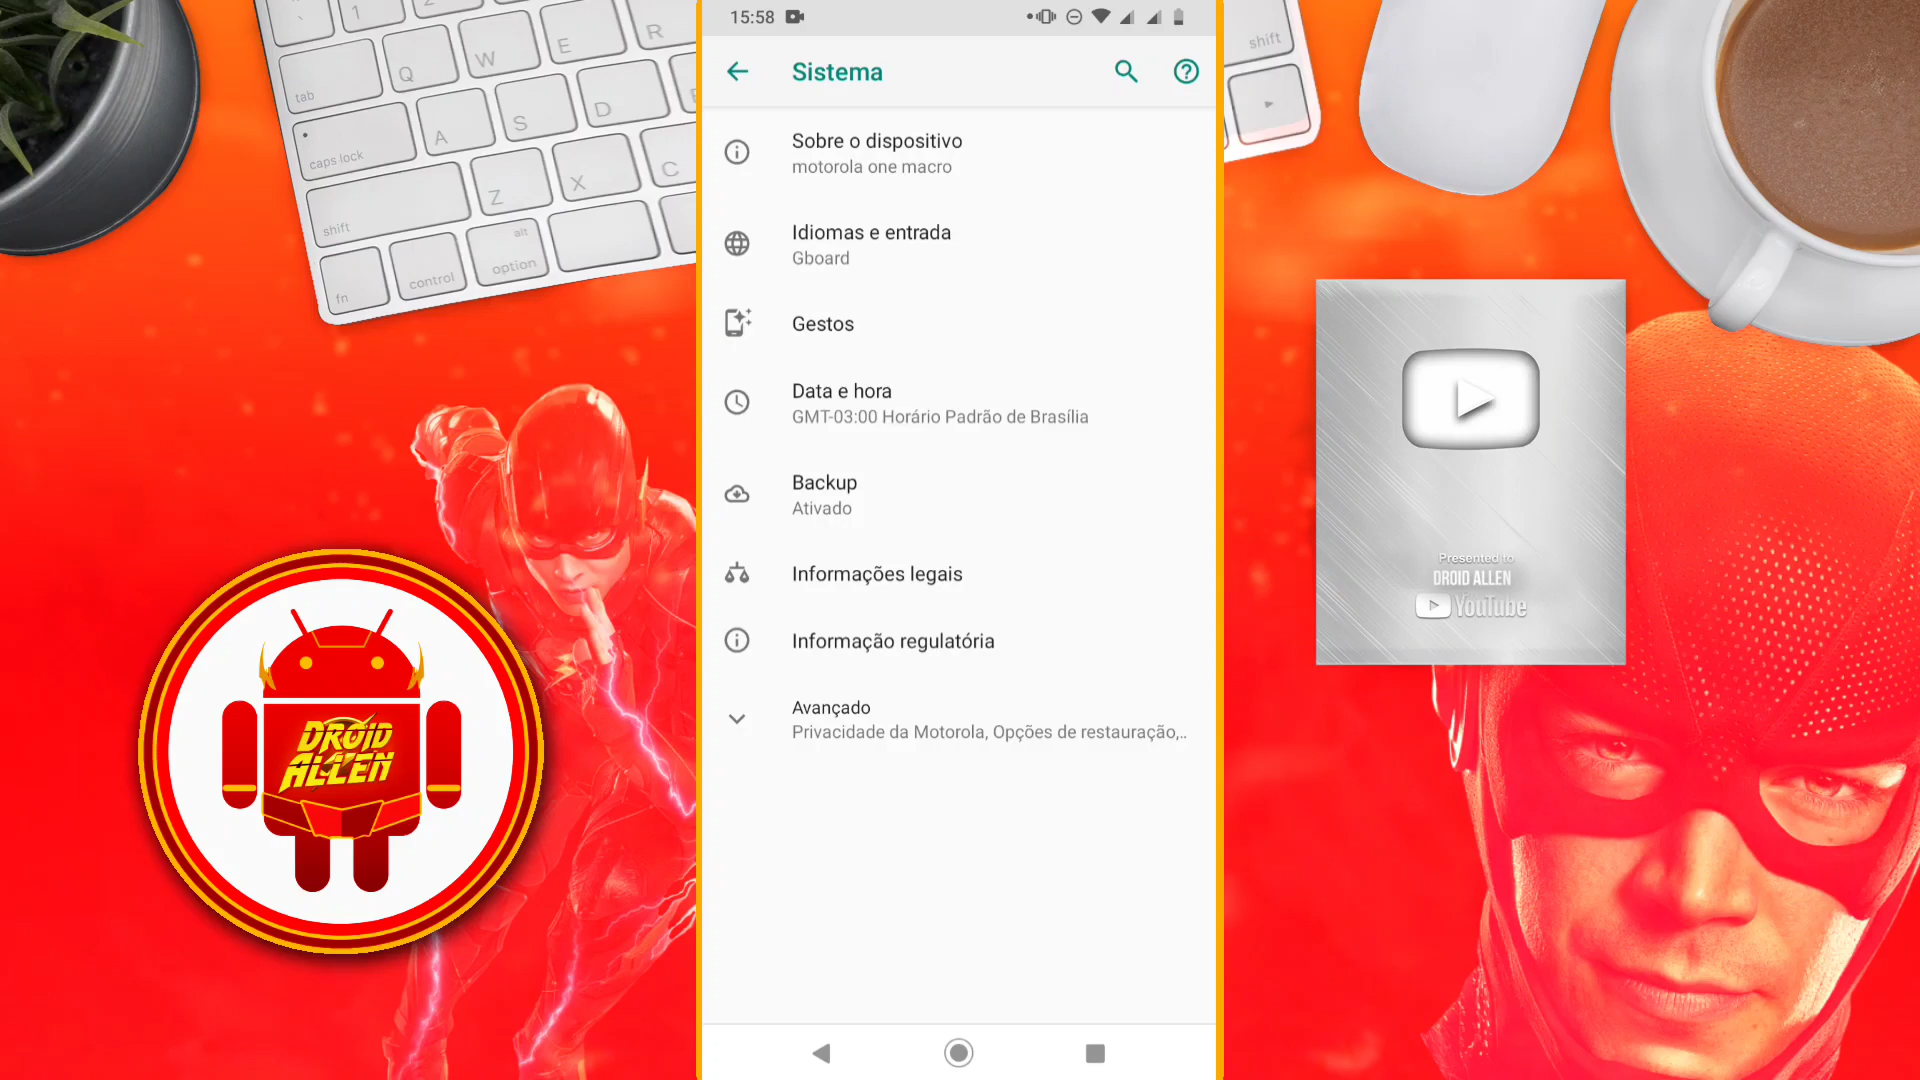 1
2
Q
W
E
R
tab
A
S
D
caps lock
Z
X
C
shift
alt
option
control
fn
15:58
Sistema
Sobre o dispositivo
motorola one macro
Idiomas e entrada
Gboard
Gestos
Data e hora
GMT-03:00 Horário Padrão de Brasília
Backup
Ativado
Informações legais
Informação regulatória
Avançado
Privacidade da Motorola, Opções de restauração,..
shift
Presented to
DROID ALLEN
YouTube
DROID
ALLEN